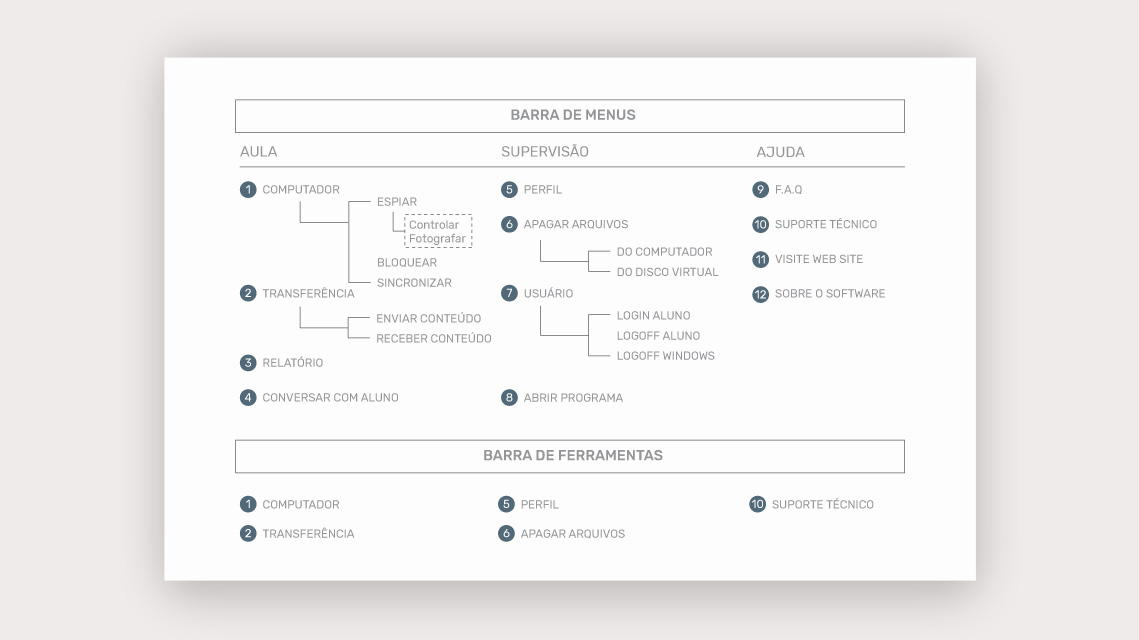 BARRA DE MENUS
AULA
1 COMPUTADOR
ESPIAR
Controlar
Fotografar
BLOQUEAR
SINCRONIZAR
2 TRANSFERÊNCIA
ENVIAR CONTEÚDO
RECEBER CONTEÚDO
3 RELATÓRIO
4 CONVERSAR COM ALUNO
SUPERVISÃO
5 PERFIL
6 APAGAR ARQUIVOS
DO COMPUTADOR
DO DISCO VIRTUAL
7 USUÁRIO
LOGIN ALUNO
LOGOFF ALUNO
LOGOFF WINDOWS
8 ABRIR PROGRAMA
AJUDA
9 F.A.Q
10 SUPORTE TÉCNICO
11 VISITE WEB SITE
12 SOBRE O SOFTWARE
BARRA DE FERRAMENTAS
1 COMPUTADOR
2 TRANSFERÊNCIA
5 PERFIL
6 APAGAR ARQUIVOS
10 SUPORTE TÉCNICO